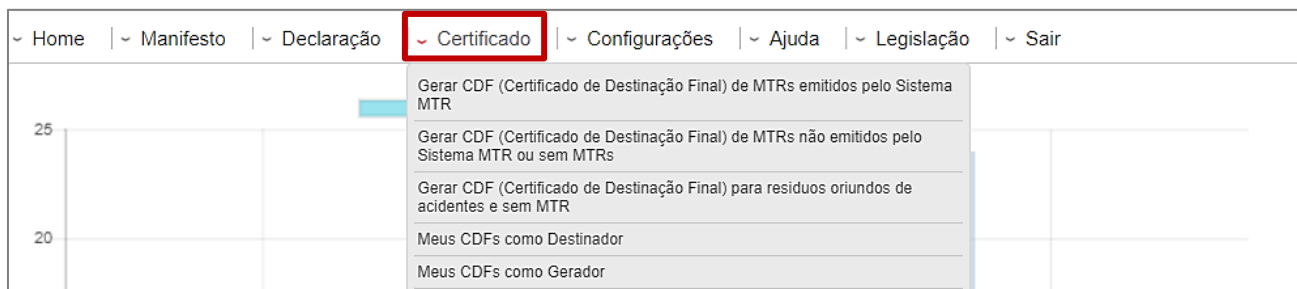 Home Manifesto Declaração Certificado Configurações Ajuda Legislação Sair
Gerar CDF (Certificado de Destinação Final) de MTRs emitidos pelo Sistema
MTR
Gerar CDF (Certificado de Destinação Final) de MTRs não emitidos pelo
Sistema MTR ou sem MTRs
Gerar CDF (Certificado de Destinação Final) para residuos oriundos de
acidentes e sem MTR
Meus CDFs como Destinador
Meus CDFs como Gerador
25
20